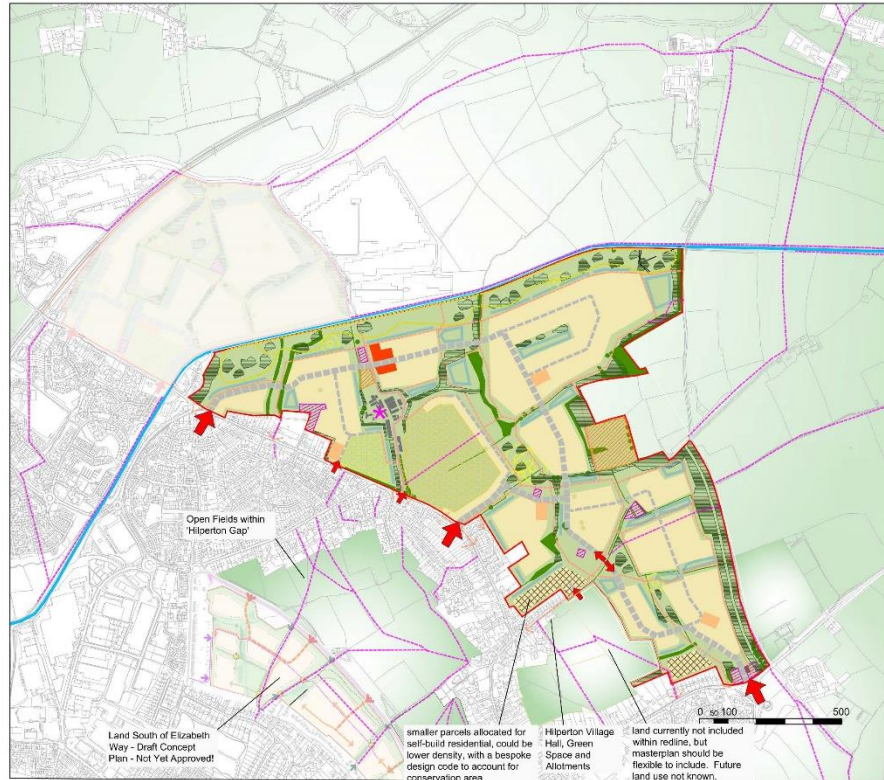 Open Fields within
'Hilperton Gap'
Land South of Elizabeth
Way - Draft Concept
Plan - Not Yet Approved!
smaller parcels allocated for
self-build residential, could be
lower density, with a bespoke
design code to account for
conservation area
Hilperton Village
Hall, Green
Space and
Allotments
land currently not included
within redline, but
masterplan should be
flexible to include. Future
land use not known.
0 50 100 500